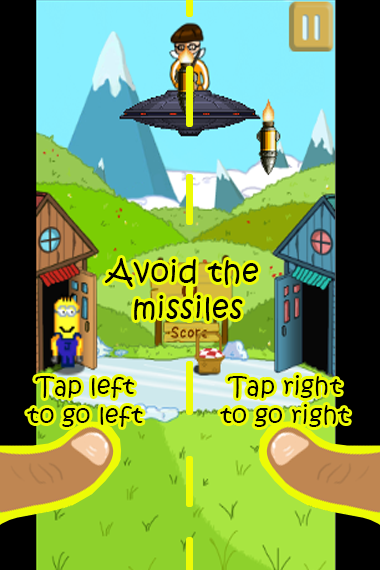 Avoid the
missiles
Score
Tap left
to go left
Tap right
to go right